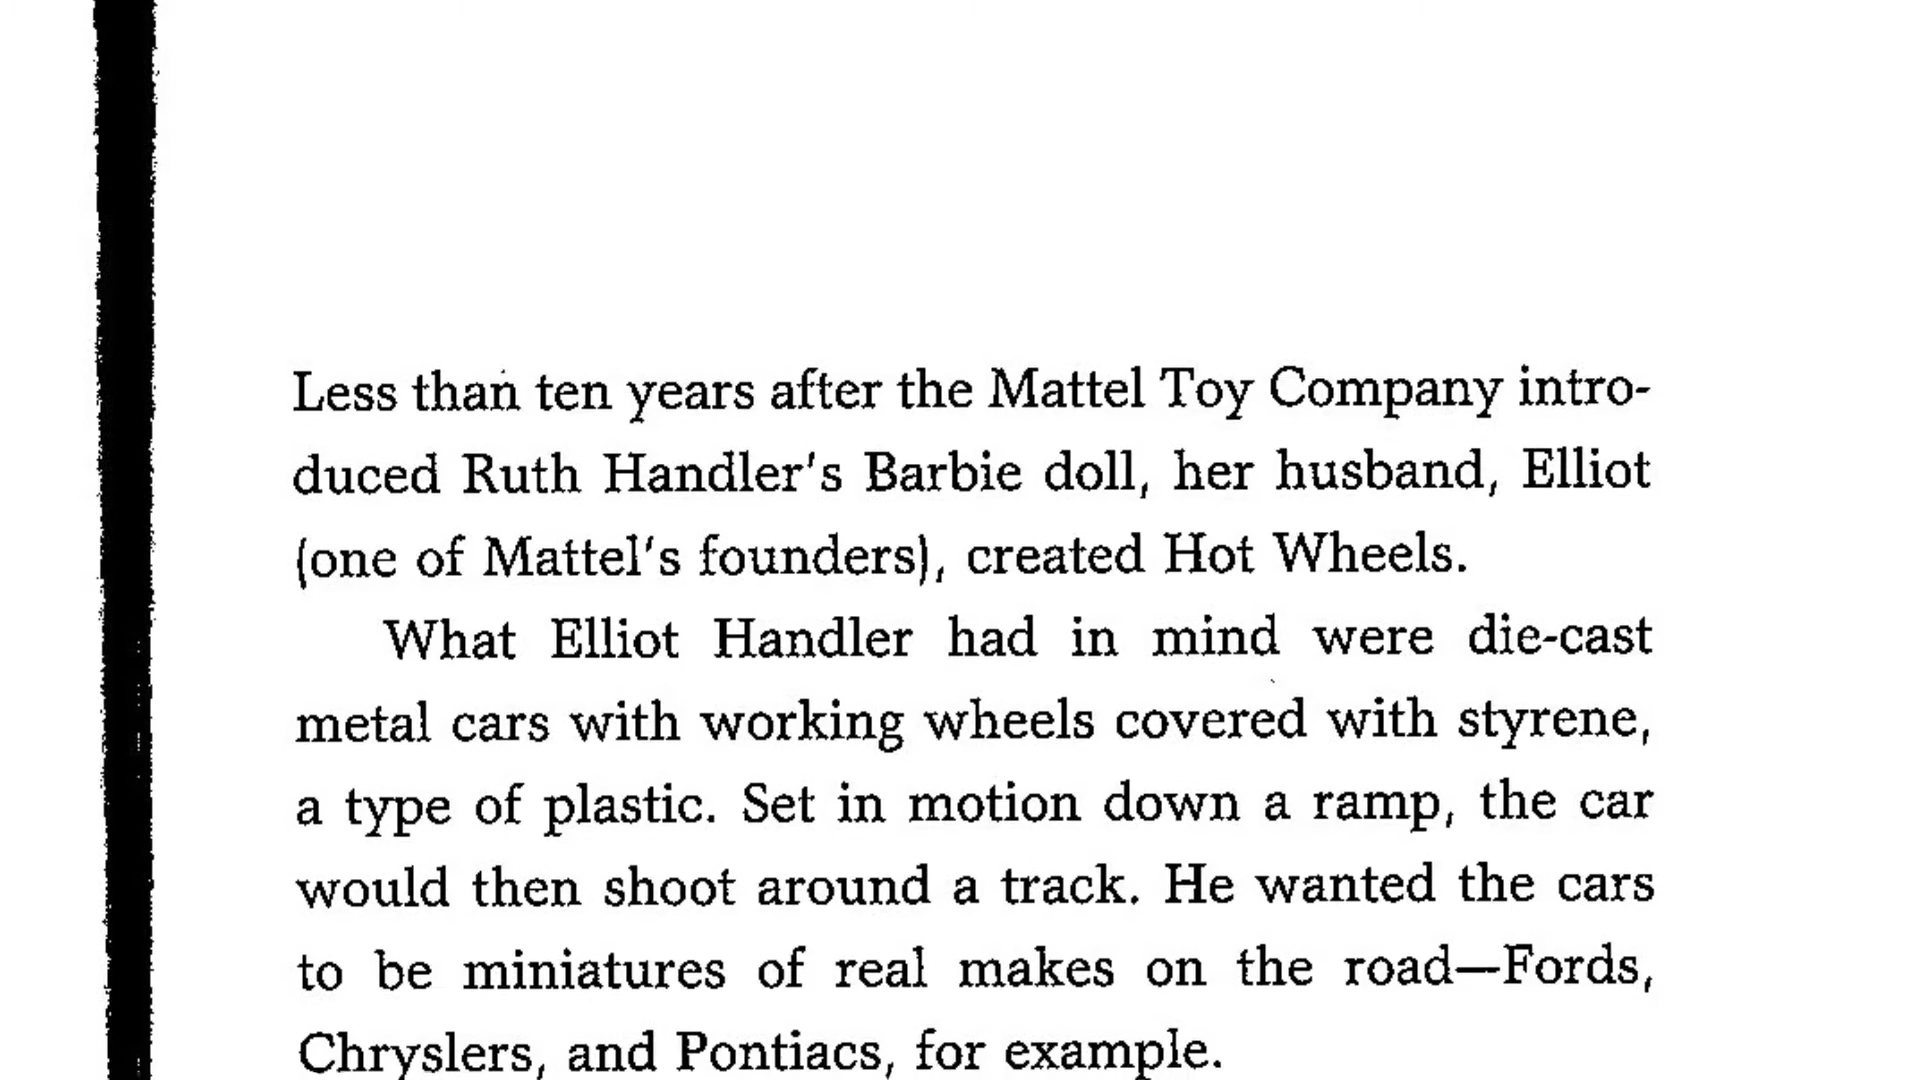 Less than ten years after the Mattel Toy Company intro-
duced Ruth Handler's Barbie doll, her husband, Elliot
(one of Mattel's founders), created Hot Wheels.
What Elliot Handler had in mind were die-cast
metal cars with working wheels covered with styrene,
a type of plastic. Set in motion down a ramp, the car
would then shoot around a track. He wanted the cars
to be miniatures of real makes on the road—Fords,
Chryslers, and Pontiacs, for example.